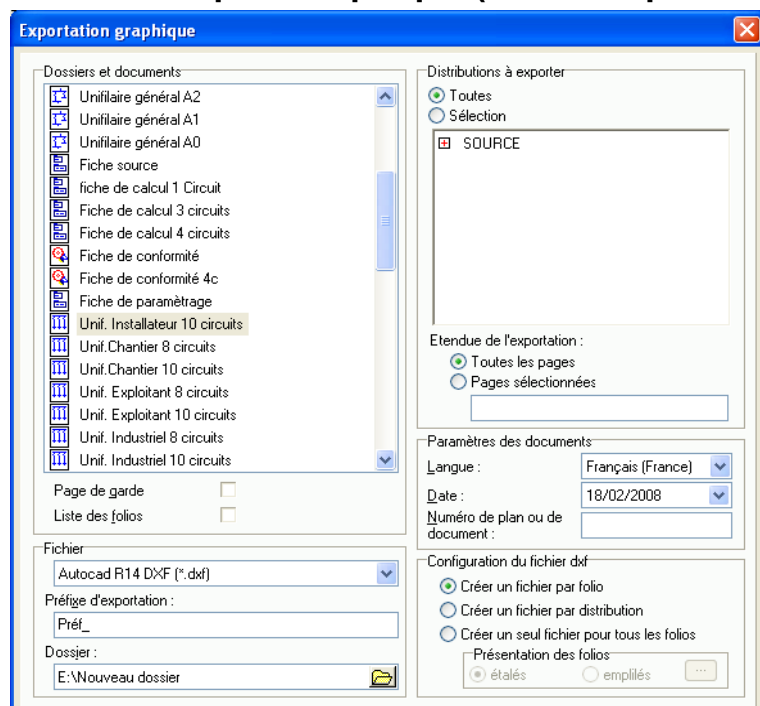 Exportation graphique
Dossiers et documents
Unifilaire général A2
Unifilaire général A1
Unifilaire général A0
Fiche source
fiche de calcul 1 Circuit
Fiche de calcul 3 circuits
Fiche de calcul 4 circuits
Fiche de conformité
Fiche de conformité 4c
Fiche de paramètrage
Unif. Installateur 10 circuits
Unif.Chantier 8 circuits
Unif.Chantier 10 circuits
Unif. Exploitant 8 circuits
Unif. Exploitant 10 circuits
Unif. Industriel 8 circuits
Unif. Industriel 10 circuits
Page de garde
Liste des folios
Fichier
Autocad R14 DXF (*.dxf)
Préfixe d'exportation :
Préf_
Dossier :
E:\Nouveau dossier
Distributions à exporter
Toutes
Sélection
SOURCE
Etendue de l'exportation :
Toutes les pages
Pages sélectionnées
Paramètres des documents
Langue : Français (France)
Date : 18/02/2008
Numéro de plan ou de
document :
Configuration du fichier dxf
Créer un fichier par folio
Créer un fichier par distribution
Créer un seul fichier pour tous les folios
Présentation des folios
étalés empilés ...